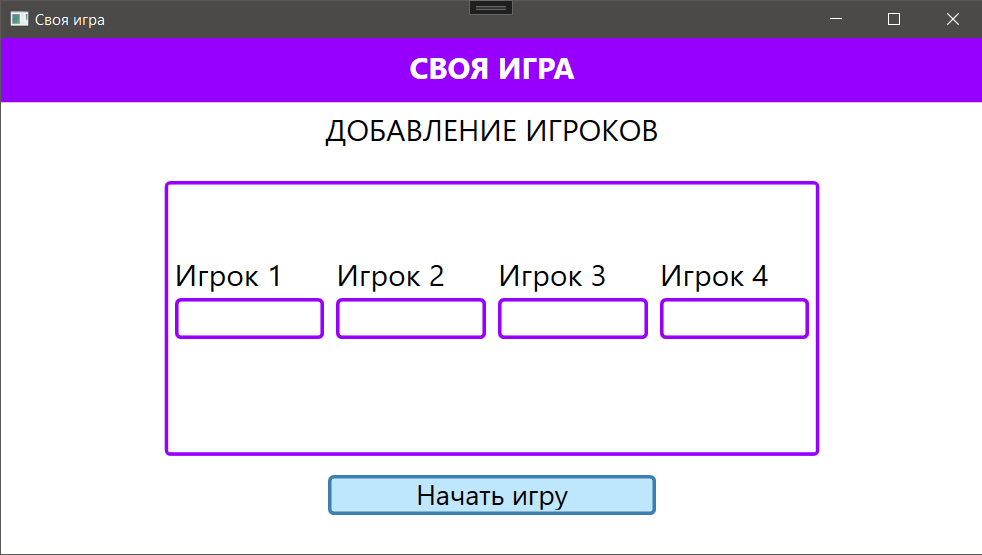 Своя игра
СВОЯ ИГРА
ДОБАВЛЕНИЕ ИГРОКОВ
Игрок 1 Игрок 2 Игрок 3 Игрок 4
Начать игру